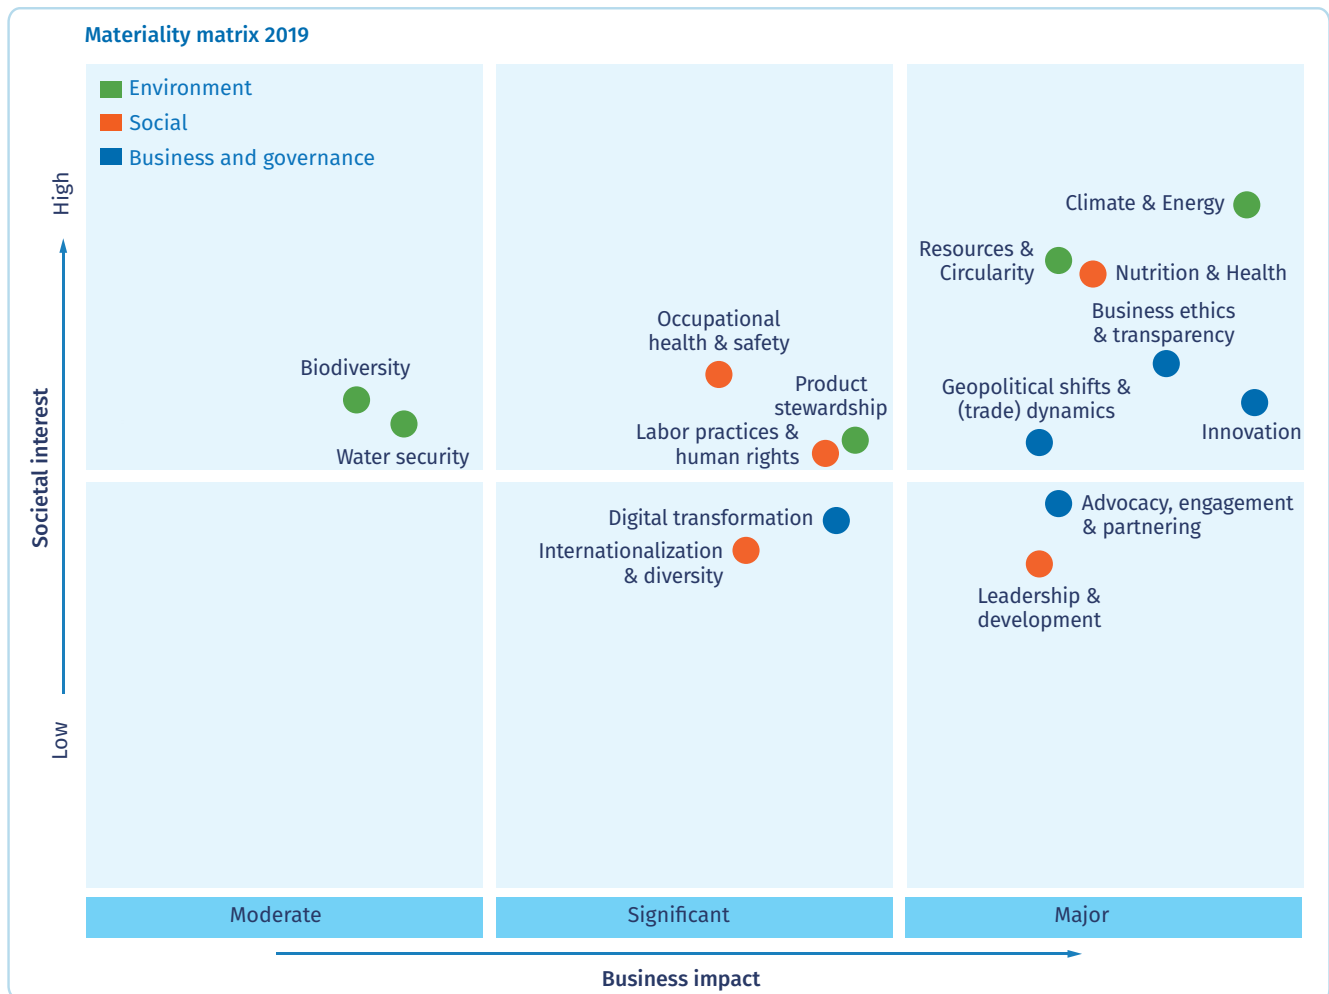 Materiality matrix 2019
Environment
Social
Business and governance
High
Societal interest
Low
Climate & Energy
Resources &
Circularity
Nutrition & Health
Business ethics
& transparency
Occupational
health & safety
Biodiversity
Product
stewardship
Geopolitical shifts &
(trade) dynamics
Innovation
Labor practices &
human rights
Water security
Advocacy, engagement
& partnering
Digital transformation
Internationalization
& diversity
Leadership &
development
Moderate
Significant
Major
Business impact